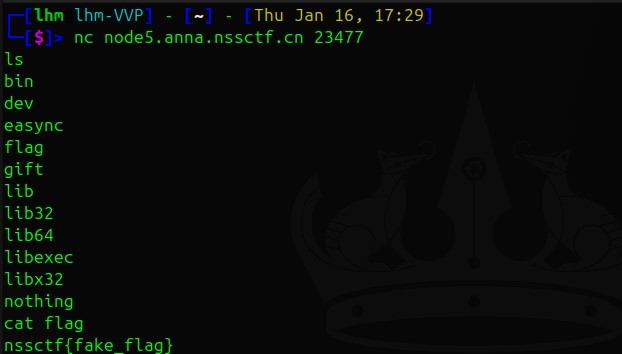 [lhm lhm-VVP] - [~] - [Thu Jan 16, 17:29]
[$]> nc node5.anna.nssctf.cn 23477
ls
bin
dev
easync
flag
gift
lib
lib32
lib64
libexec
libx32
nothing
cat flag
nssctf{fake_flag}